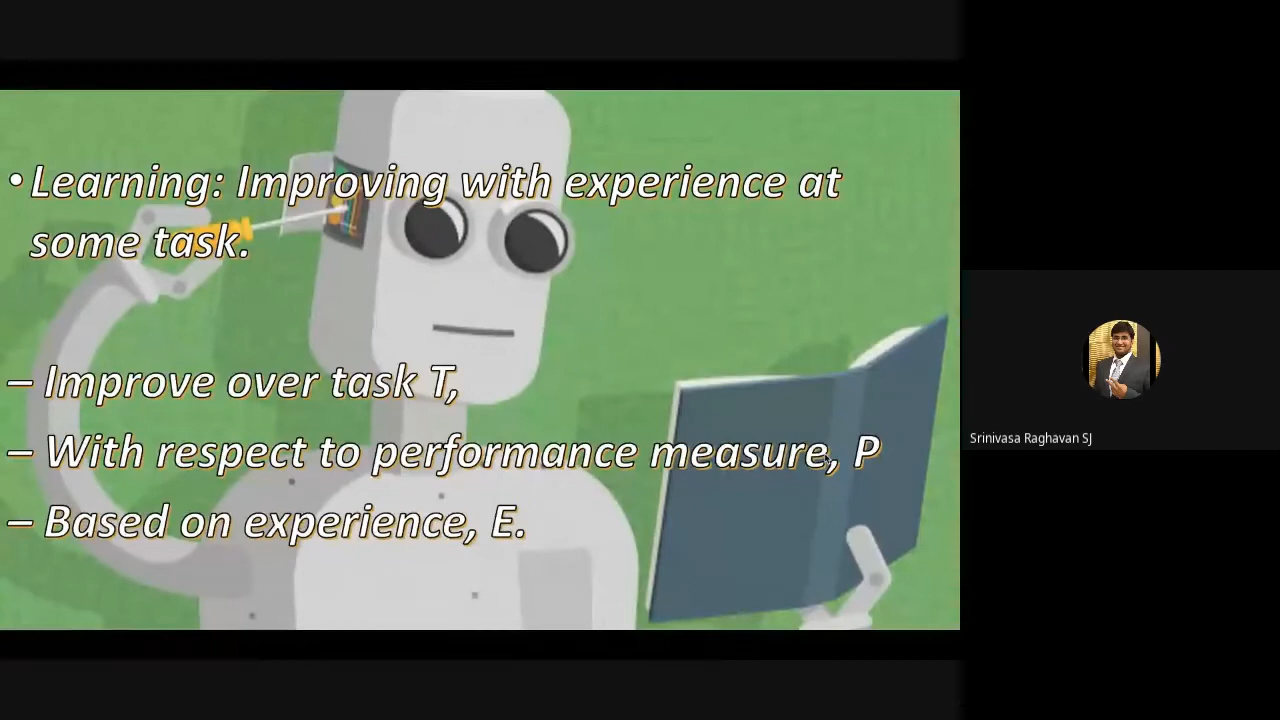 • Learning: Improving with experience at
some task.
– Improve over task T,
– With respect to performance measure, P
– Based on experience, E.
Srinivasa Raghavan SJ